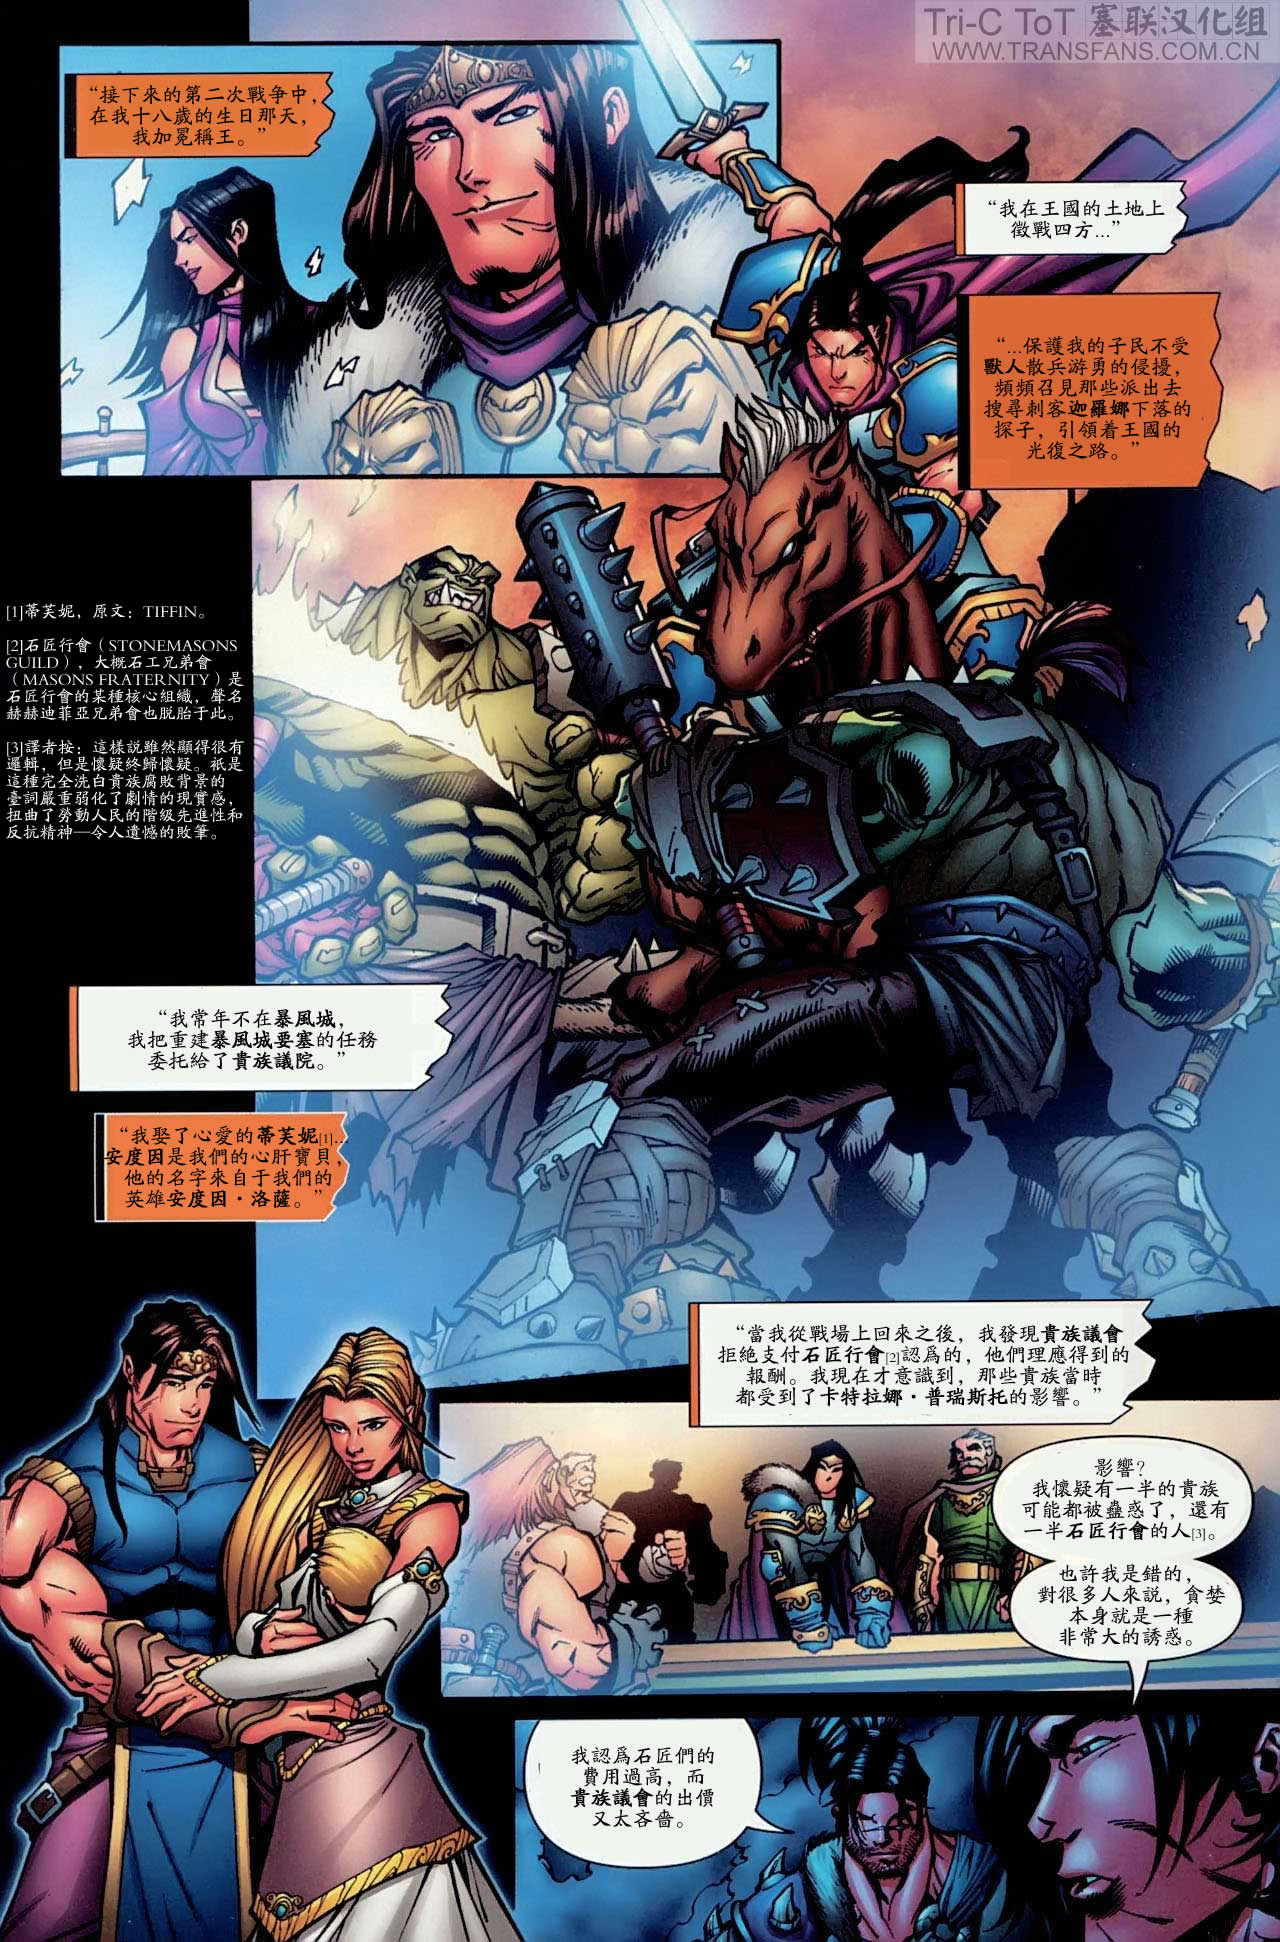 Tri-C ToT 塞联汉化组
WWW.TRANSFANS.COM.CN
“接下來的第二次戰争中，
在我十八歲的生日那天，
我加冕稱王。”
“我在王國的土地上
徵戰四方...”
“...保護我的子民不受
獸人散兵游勇的侵擾，
頻頻召見那些派出去
搜尋刺客迦羅娜下落的
探子，引領着王國的
光復之路。”
[1]蒂芙妮，原文：TIFFIN。
[2]石匠行會（STONEMASONS
GUILD），大概石工兄弟會
（MASONS FRATERNITY）是
石匠行會的某種核心組織，聲名
赫赫迪菲亞兄弟會也脫胎于此。
[3]譯者按：這樣説雖然顯得很有
邏輯，但是懷疑終歸懷疑。衹是
這種完全洗白貴族腐敗背景的
臺詞嚴重弱化了劇情的現實感，
扭曲了勞動人民的階級先進性和
反抗精神—令人遺憾的敗筆。
“我常年不在暴風城，
我把重建暴風城要塞的任務
委托給了貴族議院。”
“我娶了心愛的蒂芙妮[1]...
安度因是我們的心肝寶貝，
他的名字來自于我們的
英雄安度因·洛薩。”
“當我從戰場上回來之後，我發現貴族議會
拒絶支付石匠行會[2]認爲的，他們理應得到的
報酬。我現在才意識到，那些貴族當時
都受到了卡特拉娜·普瑞斯托的影響。”
影響？
我懷疑有一半的貴族
可能都被蠱惑了，還有
一半石匠行會的人[3]。
也許我是錯的，
對很多人來説，貪婪
本身就是一種
非常大的誘惑。
我認爲石匠們的
費用過高，而
貴族議會的出價
又太吝嗇。